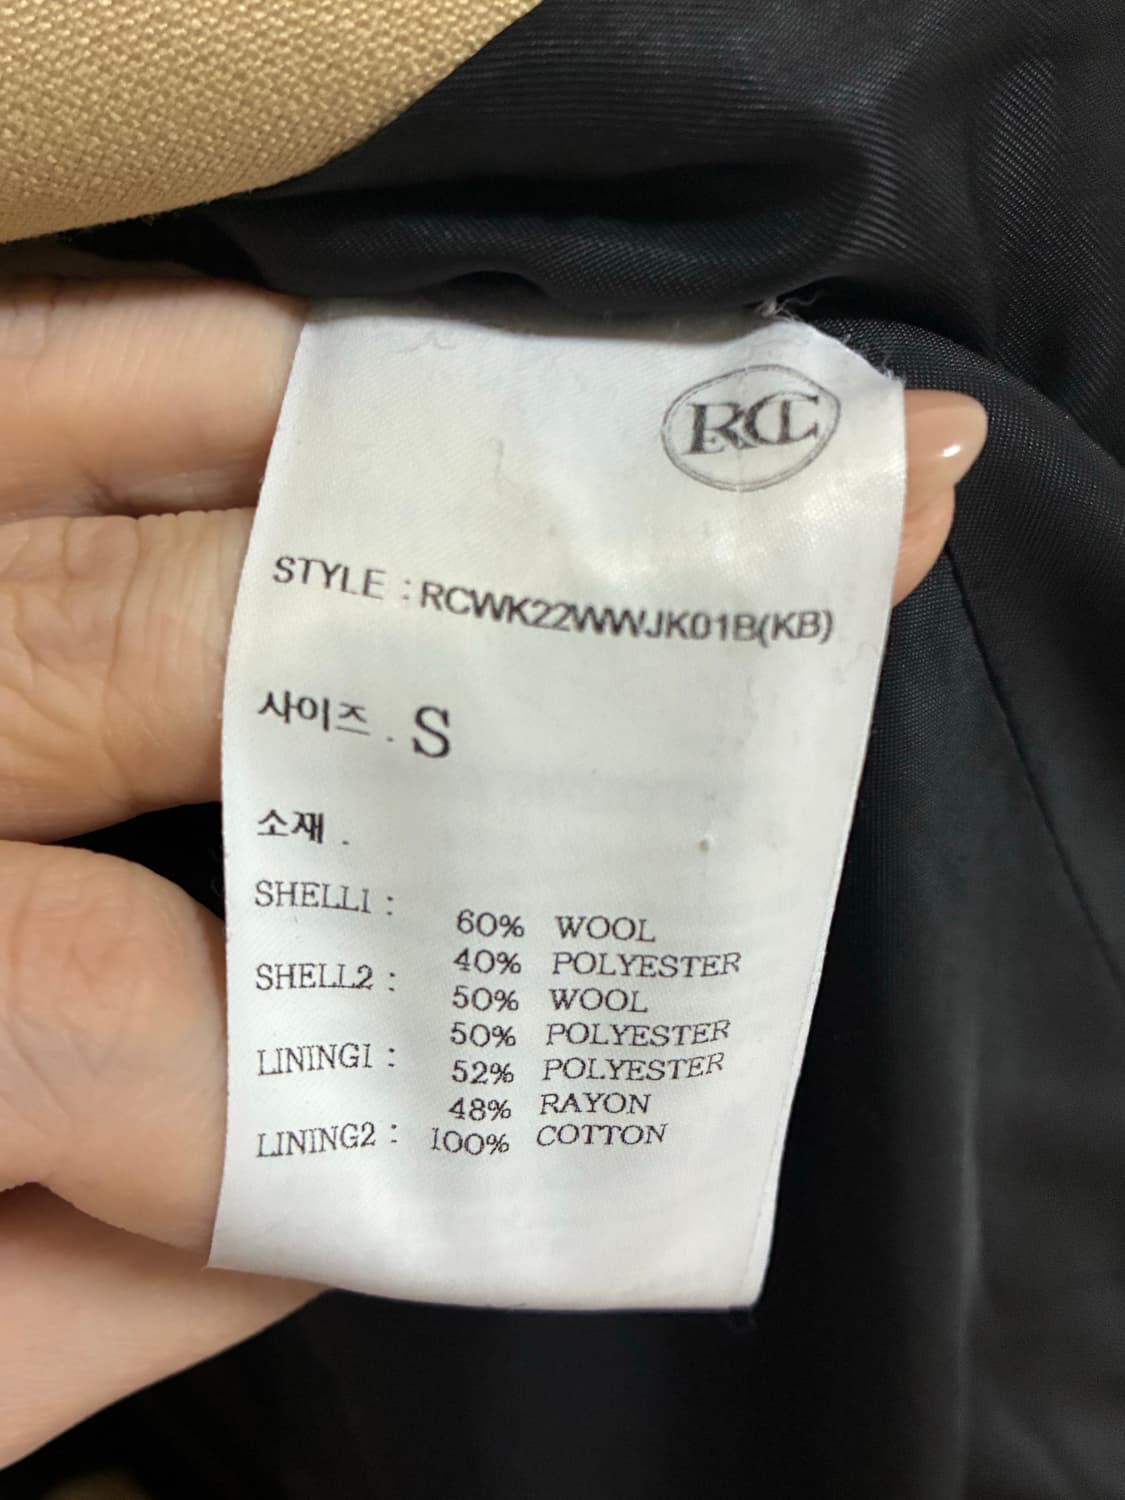 RCL
STYLE : RCWK22WWJK01B(KB)
사이즈 . S
소재 .
SHELL1 :
60% WOOL
40% POLYESTER
SHELL2 :
50% WOOL
50% POLYESTER
LINING1 :
52% POLYESTER
48% RAYON
LINING2 : 100% COTTON